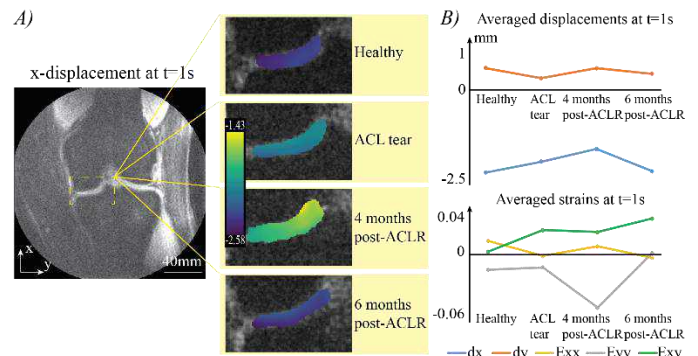 A)
x-displacement at t=1s
x
y
40mm
-1.43
-2.58
Healthy
ACL tear
4 months
post-ACLR
6 months
post-ACLR
B)
Averaged displacements at t=1s
mm
1
0
-2.5
Healthy
ACL
tear
4 months
post-ACLR
6 months
post-ACLR
Averaged strains at t=1s
0.04
0
-0.06
Healthy
ACL
tear
4 months
post-ACLR
6 months
post-ACLR
dx dy Exx Eyy Exy